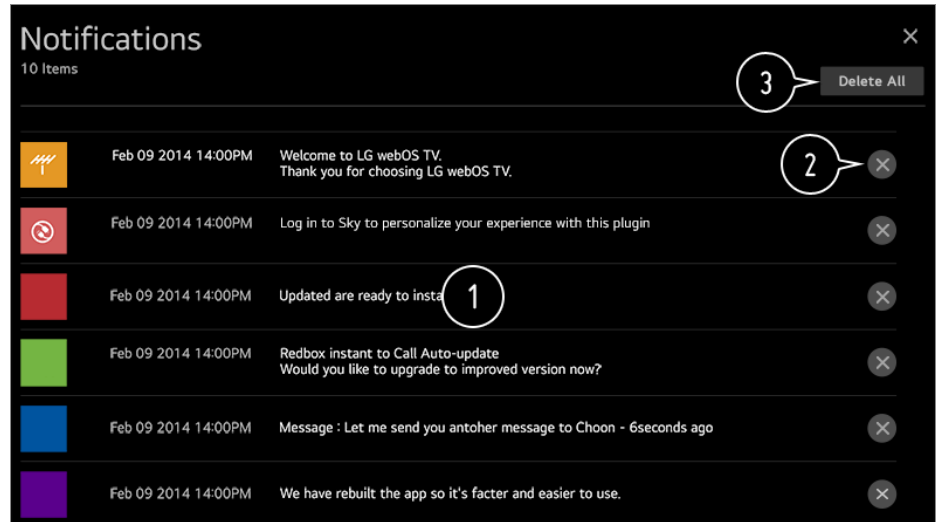 Notifications
10 Items
3
Delete All
Feb 09 2014 14:00PM
Welcome to LG webOS TV.
Thank you for choosing LG webOS TV.
2
Feb 09 2014 14:00PM
Log in to Sky to personalize your experience with this plugin
Feb 09 2014 14:00PM
Updated are ready to insta
1
Feb 09 2014 14:00PM
Redbox instant to Call Auto-update
Would you like to upgrade to improved version now?
Feb 09 2014 14:00PM
Message : Let me send you antoher message to Choon - 6seconds ago
Feb 09 2014 14:00PM
We have rebuilt the app so it's facter and easier to use.